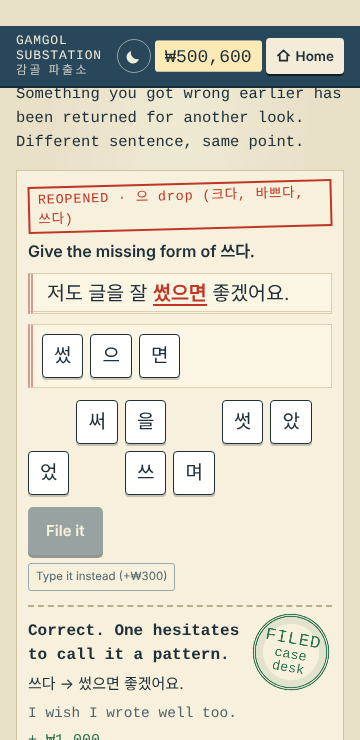 GAMGOL
SUBSTATION
감골 파출소
₩500,600
Home
Something you got wrong earlier has
been returned for another look.
Different sentence, same point.
REOPENED · 으 drop (크다, 바쁘다,
쓰다)
Give the missing form of 쓰다.
저도 글을 잘 썼으면 좋겠어요.
썼 으 면
써 을 썻 았
었 쓰 며
File it
Type it instead (+₩300)
Correct. One hesitates
to call it a pattern.
FILED
case
desk
쓰다 → 썼으면 좋겠어요.
I wish I wrote well too.
+ ₩1,000